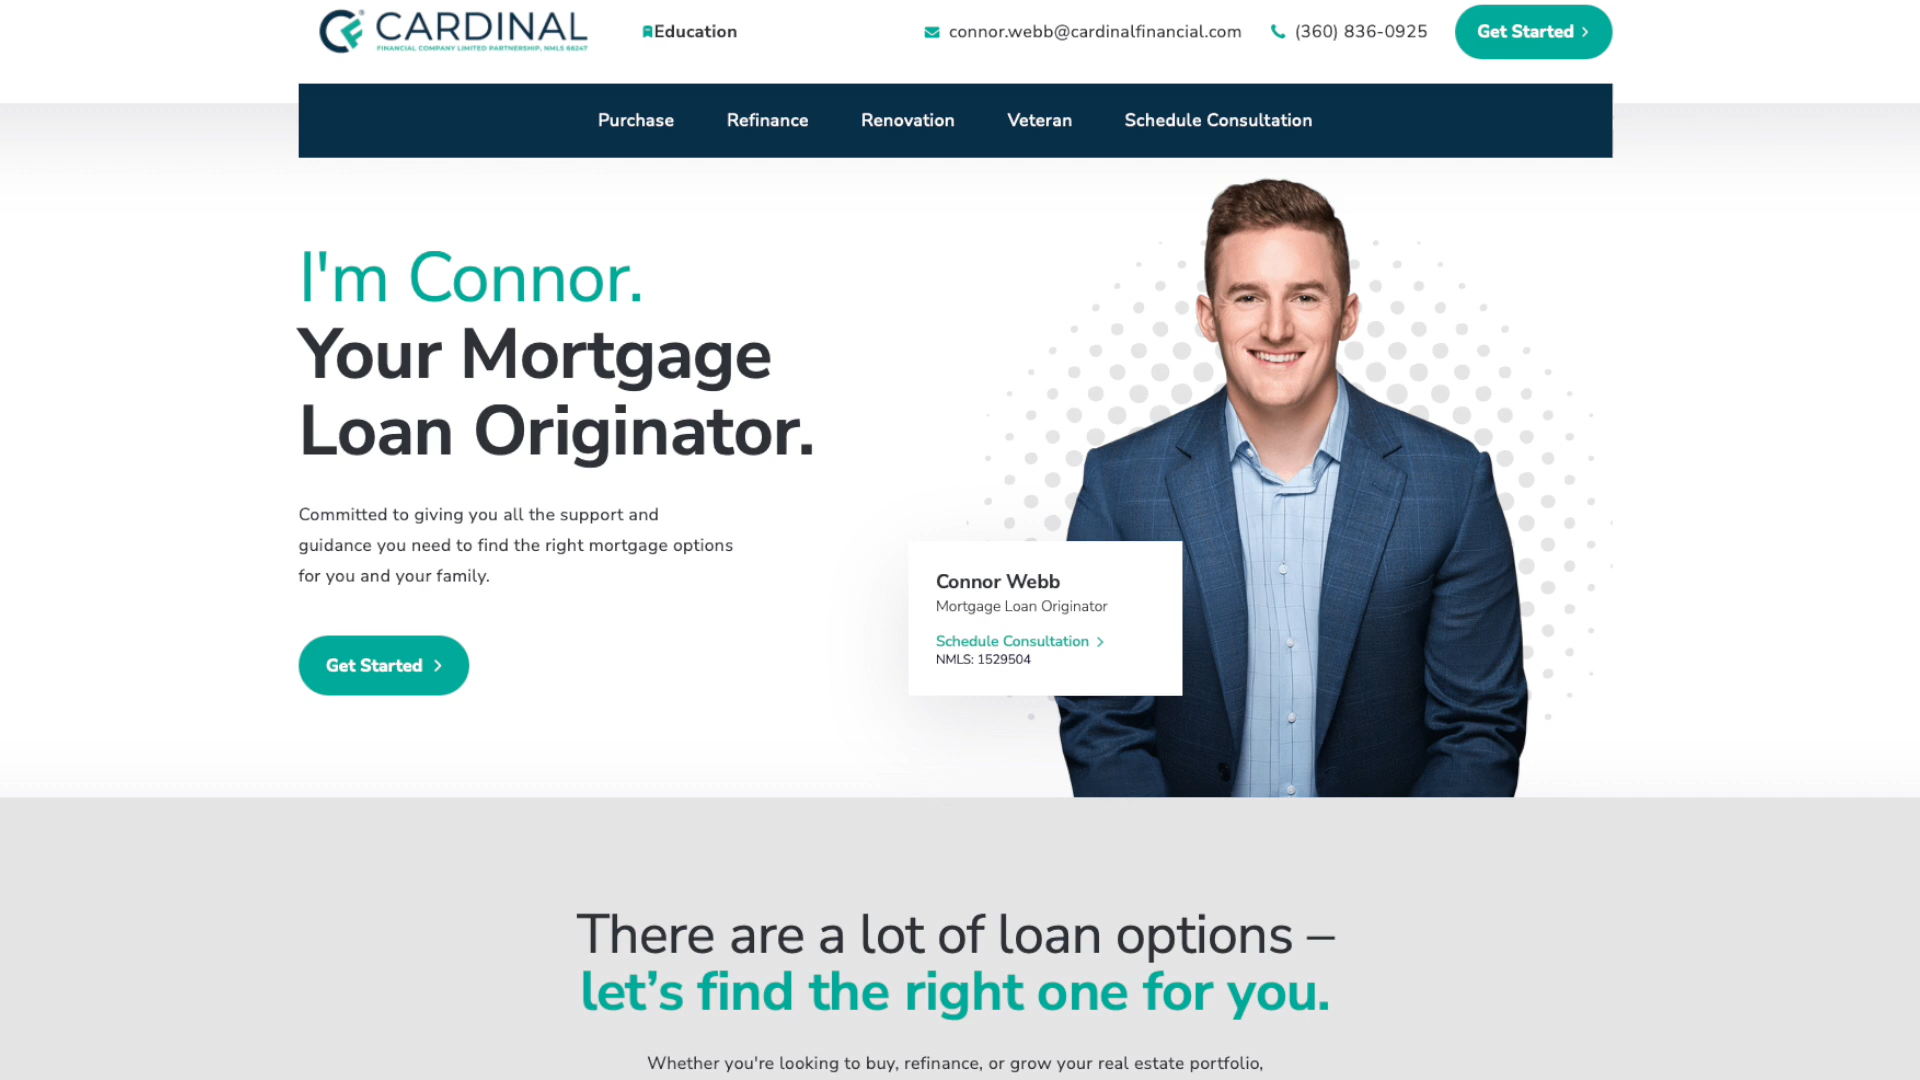 CARDINAL
FINANCIAL COMPANY LIMITED PARTNERSHIP, NMLS 66247
Education
connor.webb@cardinalfinancial.com
(360) 836-0925
Get Started
Purchase
Refinance
Renovation
Veteran
Schedule Consultation
I'm Connor.
Your Mortgage
Loan Originator.
Committed to giving you all the support and
guidance you need to find the right mortgage options
for you and your family.
Get Started
Connor Webb
Mortgage Loan Originator
Schedule Consultation
NMLS: 1529504
There are a lot of loan options –
let’s find the right one for you.
Whether you're looking to buy, refinance, or grow your real estate portfolio,